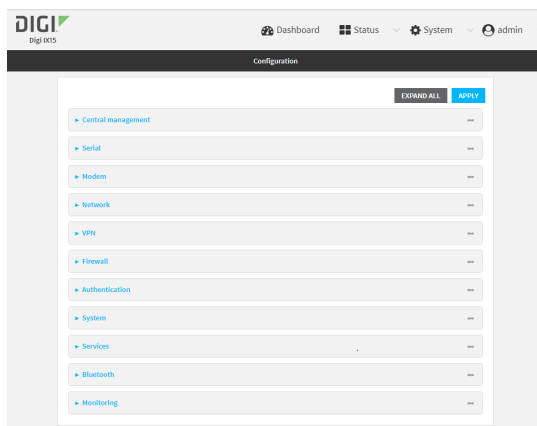 DIGI
Digi IX15
Dashboard Status System admin
Configuration
EXPAND ALL APPLY
Central management
Serial
Modem
Network
VPN
Firewall
Authentication
System
Services
Bluetooth
Monitoring